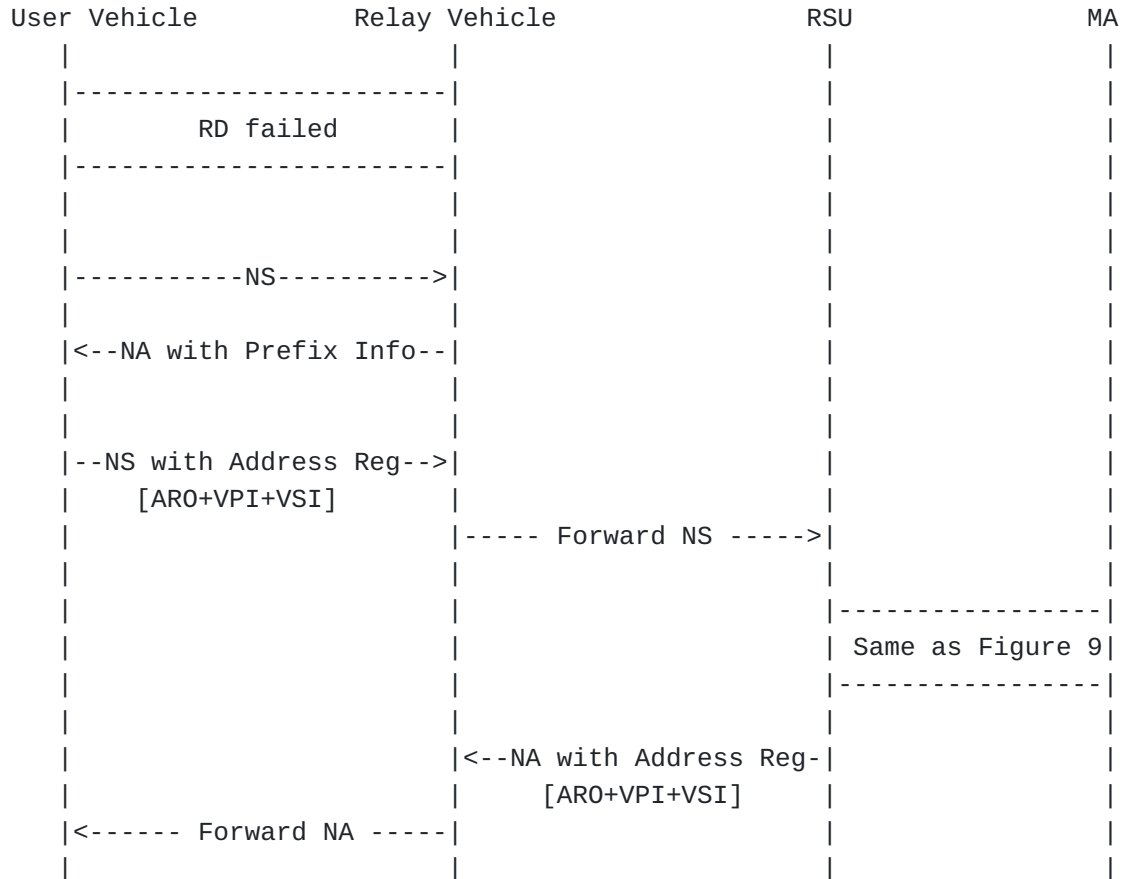 User Vehicle Relay Vehicle RSU MA
RD failed
NS
NA with Prefix Info
NS with Address Reg
[ARO+VPI+VSI]
Forward NS
Same as Figure 9
NA with Address Reg
[ARO+VPI+VSI]
Forward NA